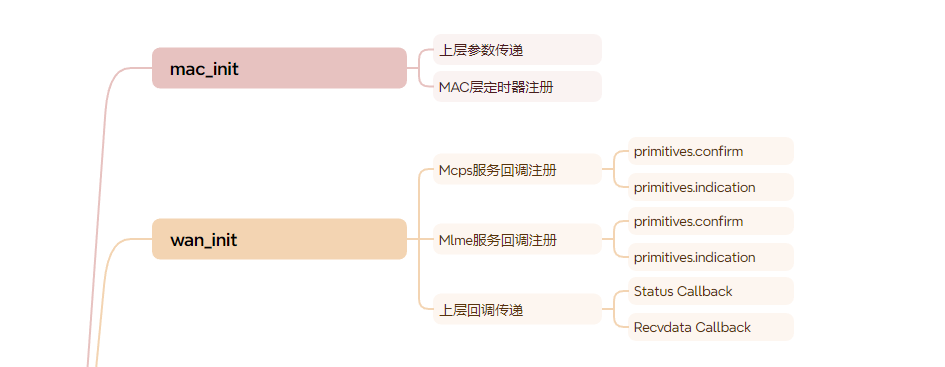 mac_init
上层参数传递
MAC层定时器注册
wan_init
Mcps服务回调注册
primitives.confirm
primitives.indication
Mlme服务回调注册
primitives.confirm
primitives.indication
上层回调传递
Status Callback
Recvdata Callback